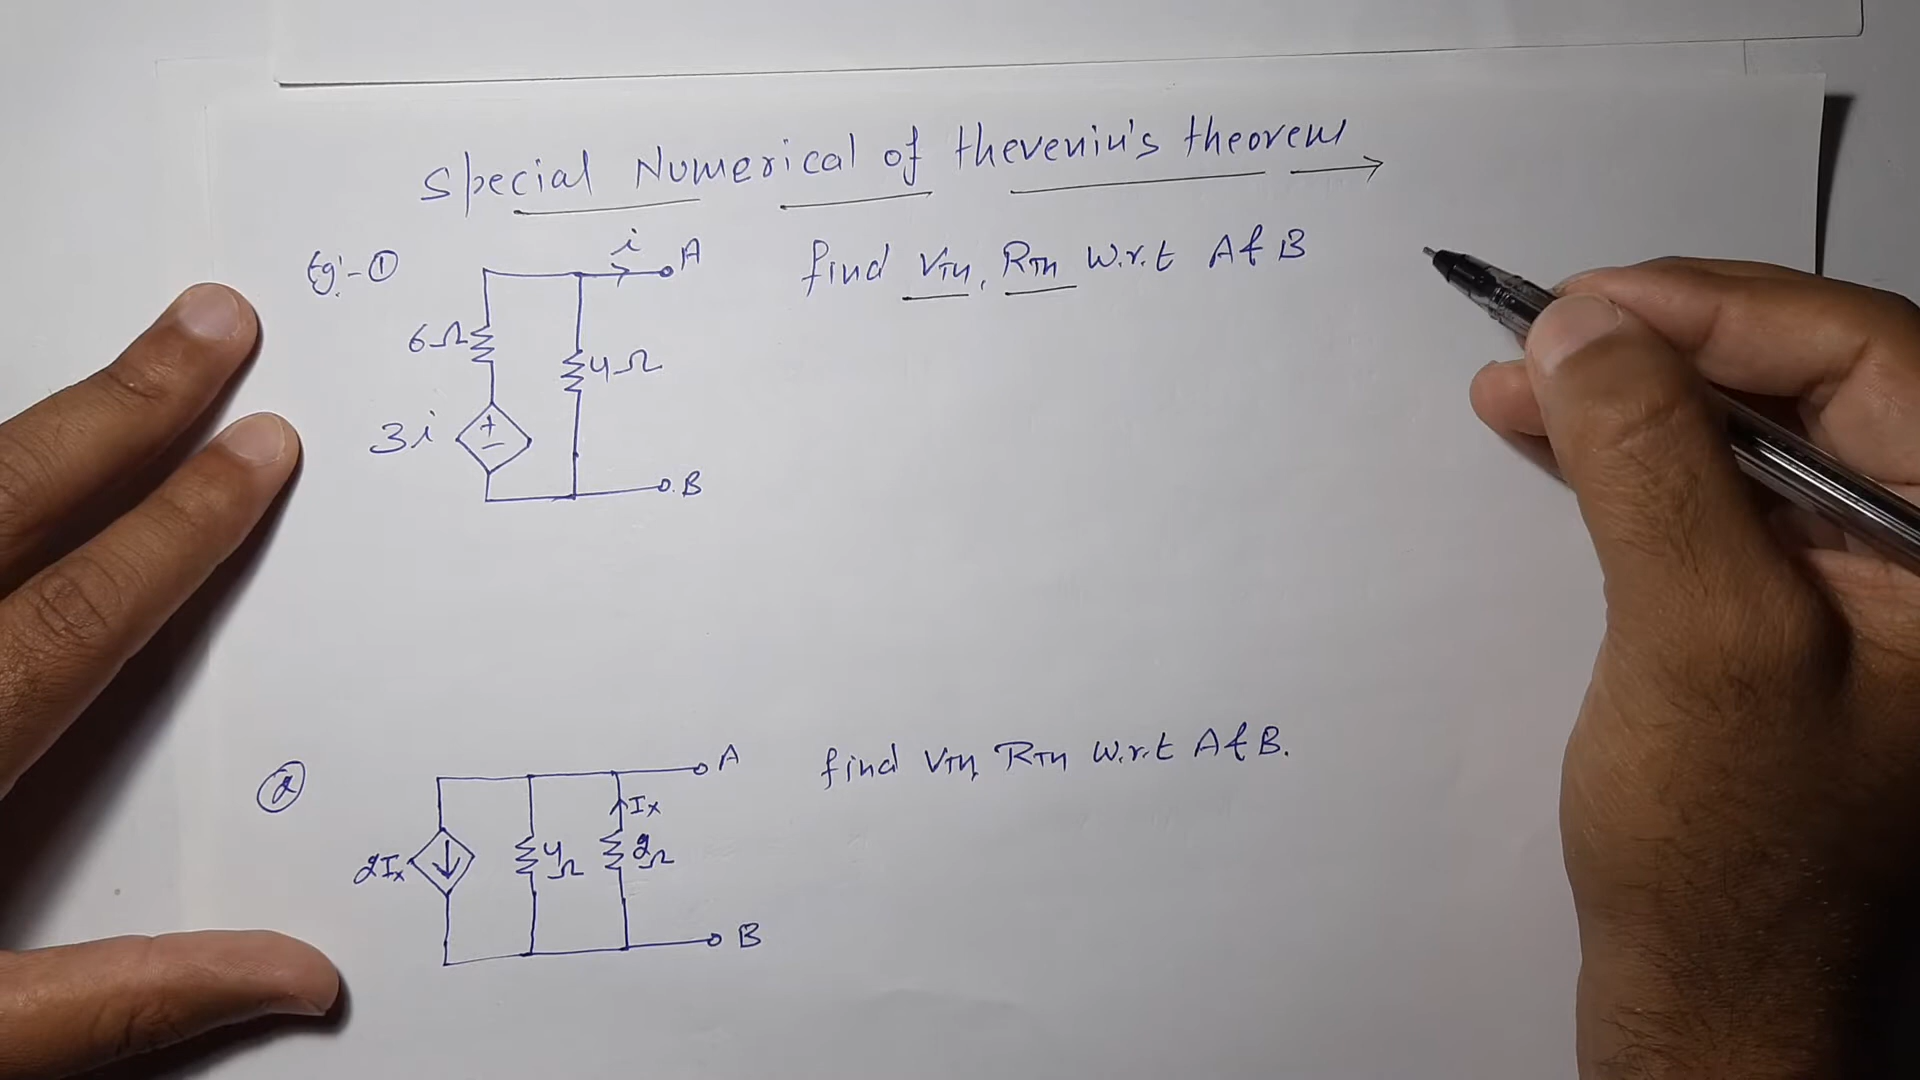 Special Numerical of thevenin's theorem
Eg:- ①
i
A
find VTH, RTH w.r.t A & B
6Ω
4Ω
3i
+
-
B
②
A
find VTH RTH w.r.t A & B.
Ix
2Ix
4Ω
2Ω
B